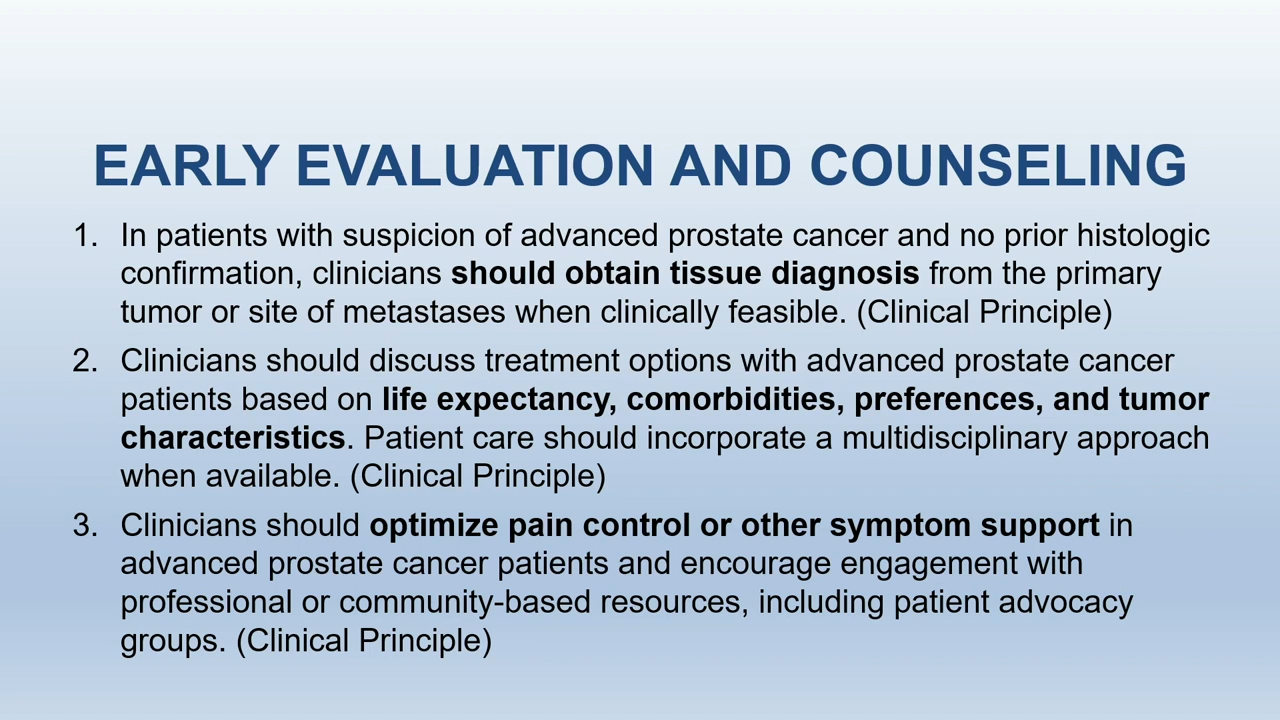 EARLY EVALUATION AND COUNSELING
1. In patients with suspicion of advanced prostate cancer and no prior histologic
confirmation, clinicians should obtain tissue diagnosis from the primary
tumor or site of metastases when clinically feasible. (Clinical Principle)
2. Clinicians should discuss treatment options with advanced prostate cancer
patients based on life expectancy, comorbidities, preferences, and tumor
characteristics. Patient care should incorporate a multidisciplinary approach
when available. (Clinical Principle)
3. Clinicians should optimize pain control or other symptom support in
advanced prostate cancer patients and encourage engagement with
professional or community-based resources, including patient advocacy
groups. (Clinical Principle)